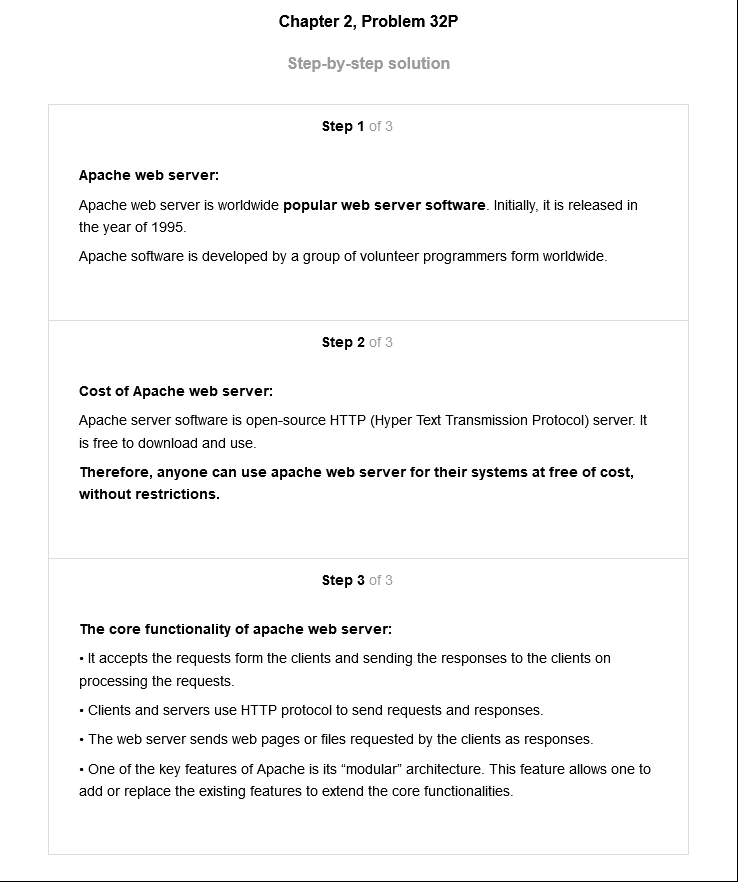 Chapter 2, Problem 32P
Step-by-step solution
Step 1 of 3
Apache web server:
Apache web server is worldwide popular web server software. Initially, it is released in
the year of 1995.
Apache software is developed by a group of volunteer programmers form worldwide.
Step 2 of 3
Cost of Apache web server:
Apache server software is open-source HTTP (Hyper Text Transmission Protocol) server. It
is free to download and use.
Therefore, anyone can use apache web server for their systems at free of cost,
without restrictions.
Step 3 of 3
The core functionality of apache web server:
• It accepts the requests form the clients and sending the responses to the clients on
processing the requests.
• Clients and servers use HTTP protocol to send requests and responses.
• The web server sends web pages or files requested by the clients as responses.
• One of the key features of Apache is its “modular” architecture. This feature allows one to
add or replace the existing features to extend the core functionalities.